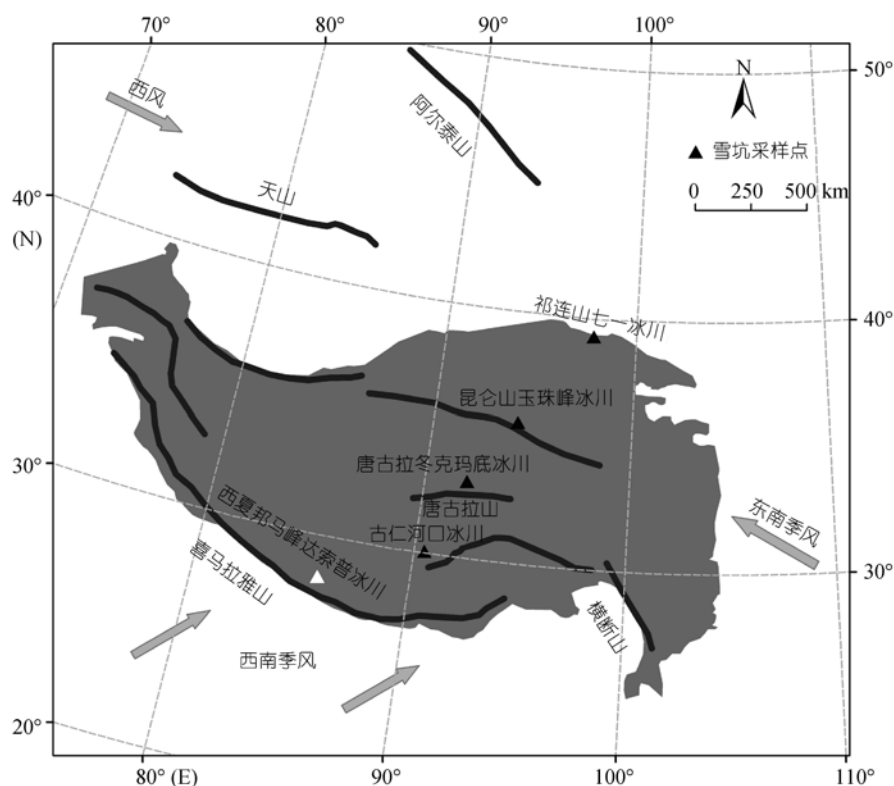 70°
80°
90°
100°
50°
西风
阿尔泰山
N
雪坑采样点
0 250 500 km
天山
40°
(N)
祁连山七一冰川
40°
昆仑山玉珠峰冰川
唐古拉冬克玛底冰川
30°
唐古拉山
西夏邦马峰达索普冰川
古仁河口冰川
东南季风
喜马拉雅山
30°
横断山
西南季风
20°
80° (E)
90°
100°
110°